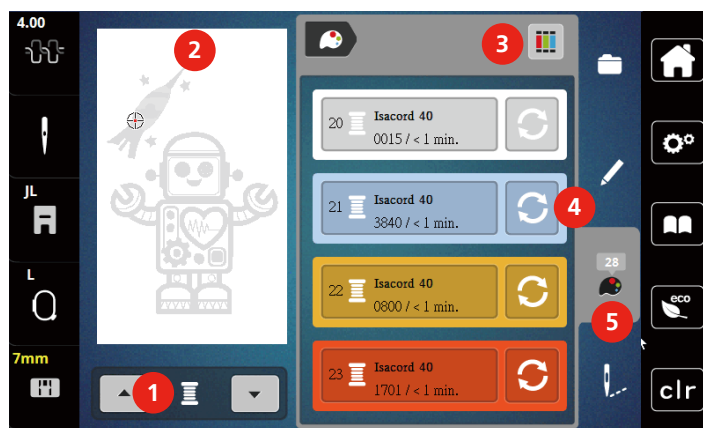 4.00
JL
L
7mm
1
2
3
20 Isacord 40
0015 / < 1 min.
21 Isacord 40
3840 / < 1 min.
22 Isacord 40
0800 / < 1 min.
23 Isacord 40
1701 / < 1 min.
4
28
5
eco
clr